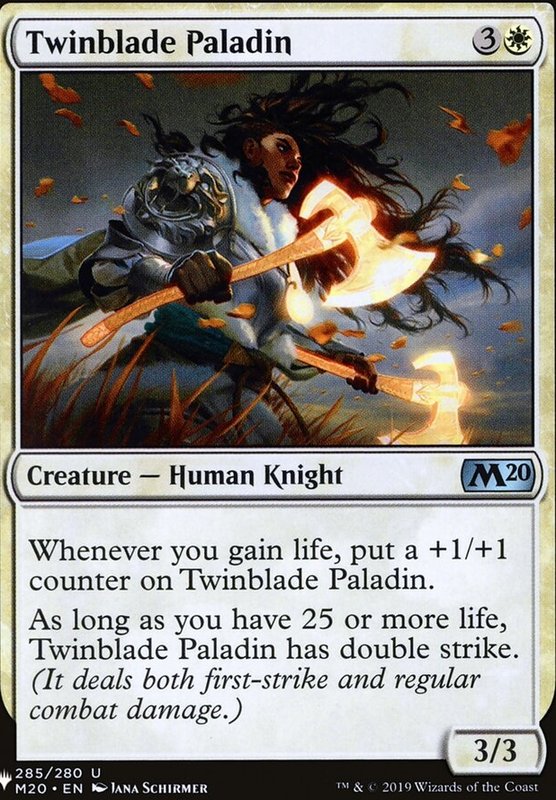 Twinblade Paladin 3
Creature — Human Knight M20
Whenever you gain life, put a +1/+1
counter on Twinblade Paladin.
As long as you have 25 or more life,
Twinblade Paladin has double strike.
(It deals both first-strike and regular
combat damage.)
3/3
285/280 U
M20 • EN Jana Schirmer
™ & © 2019 Wizards of the Coast